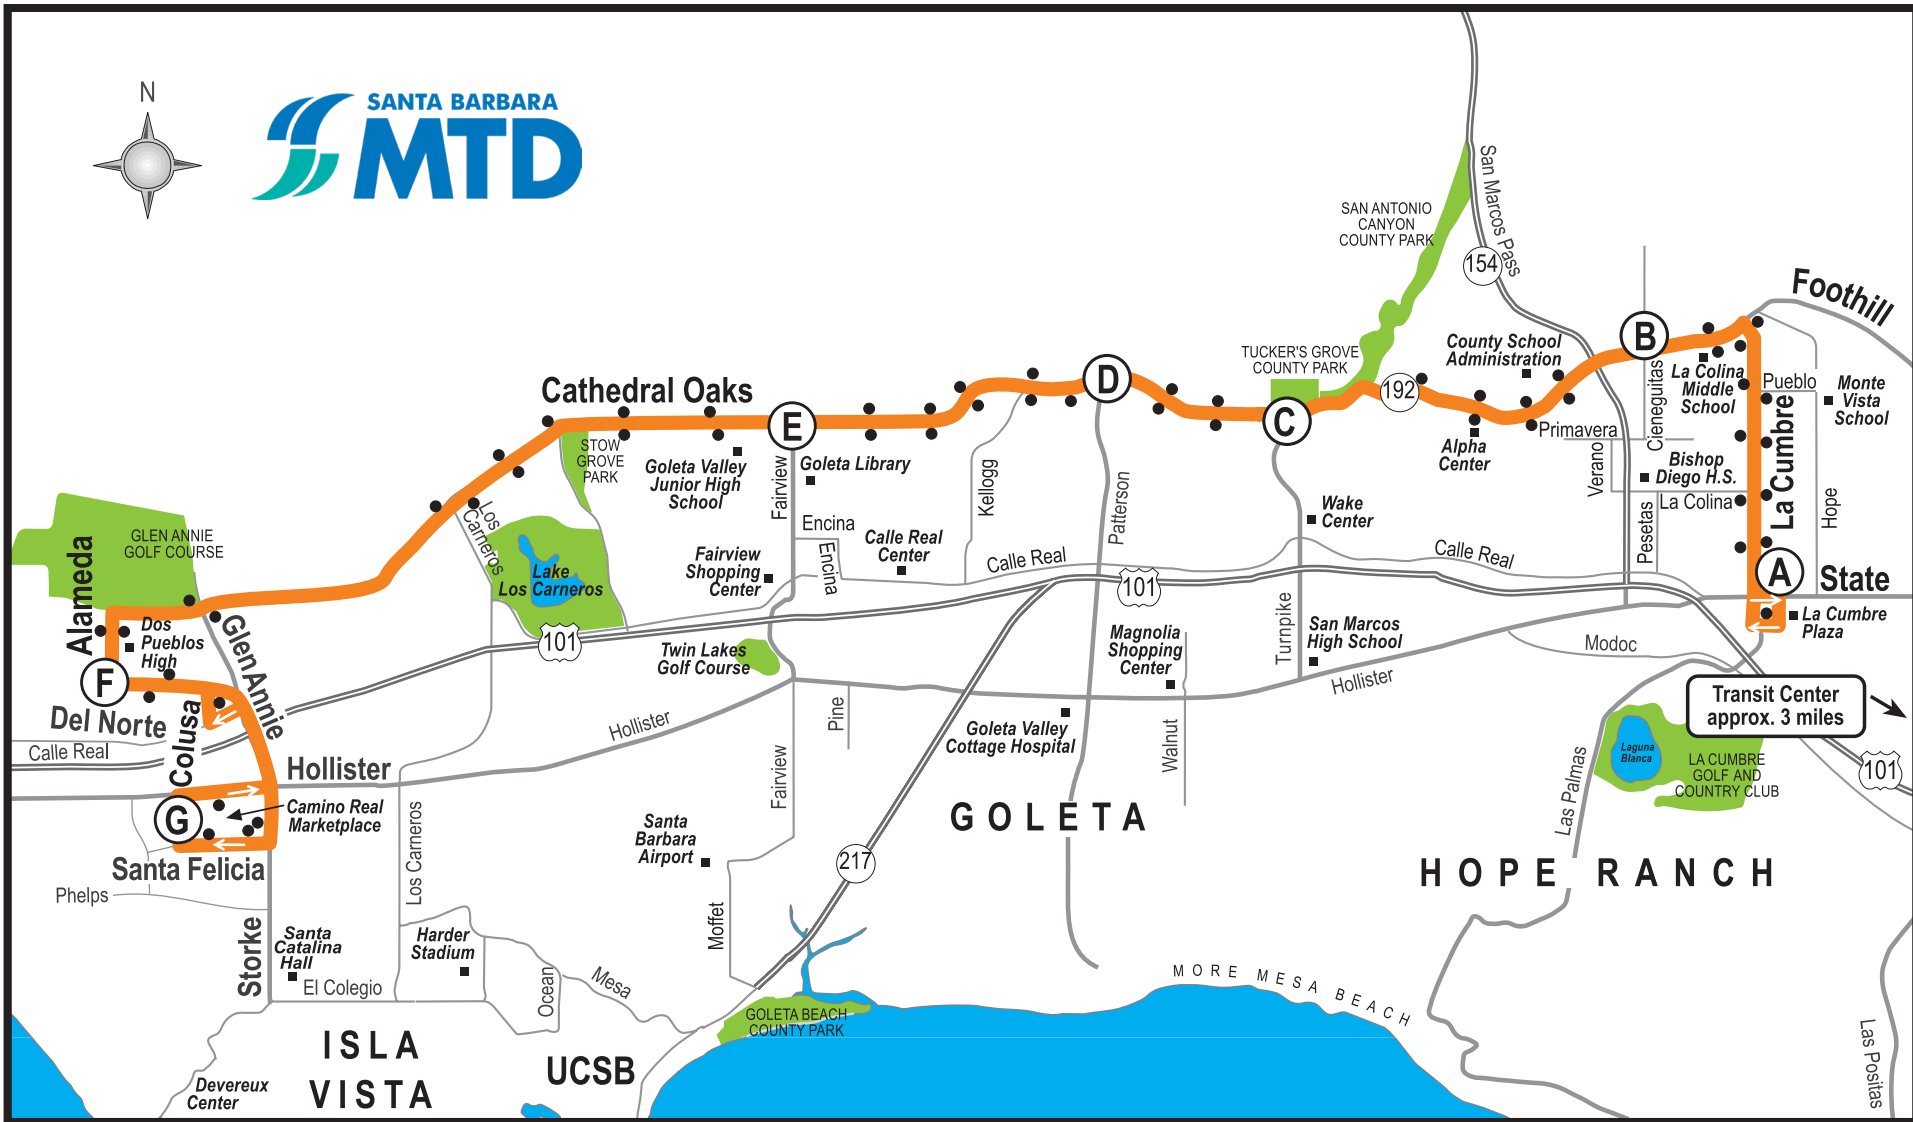 N
SANTA BARBARA
MTD
SAN ANTONIO
CANYON
COUNTY PARK
San Marcos Pass
154
Foothill
TUCKER'S GROVE
COUNTY PARK
County School
Administration
B
La Colina
Middle
School
Pueblo
Monte
Vista
School
Cathedral Oaks
D
192
C
E
Primavera
Cieneguitas
La Cumbre
STOW
GROVE
PARK
Goleta Valley
Junior High
School
Fairview
Goleta Library
Kellogg
Patterson
Alpha
Center
Verano
Bishop
Diego H.S.
La Colina
Hope
Pesetas
Wake
Center
Los
Carneros
GLEN ANNIE
GOLF COURSE
Alameda
Encina
Encina
Calle Real
Center
Fairview
Shopping
Center
Lake
Los Carneros
Calle Real
Calle Real
101
101
A
State
La Cumbre
Plaza
Dos
Pueblos
High
Glen Annie
Twin Lakes
Golf Course
Magnolia
Shopping
Center
Turnpike
San Marcos
High School
Modoc
Hollister
F
Del Norte
Colusa
Calle Real
Hollister
Hollister
Pine
Goleta Valley
Cottage Hospital
Walnut
Transit Center
approx. 3 miles
Laguna
Blanca
LA CUMBRE
GOLF AND
COUNTRY CLUB
101
Las Palmas
G
Camino Real
Marketplace
Fairview
GOLETA
Santa Felicia
Los Carneros
Santa
Barbara
Airport
217
HOPE RANCH
Phelps
Storke
Santa
Catalina
Hall
Harder
Stadium
Moffet
El Colegio
Ocean
Mesa
MORE MESA BEACH
GOLETA BEACH
COUNTY PARK
ISLA
VISTA
UCSB
Devereux
Center
Las Positas